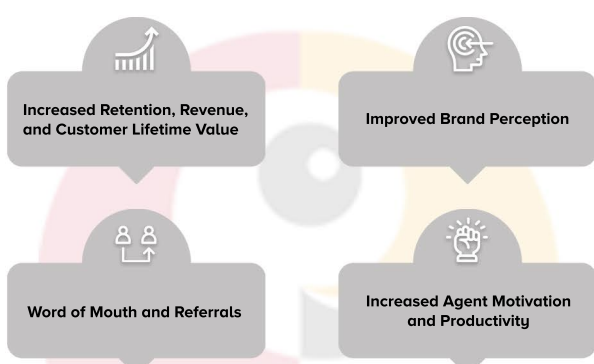 Increased Retention, Revenue,
and Customer Lifetime Value
Improved Brand Perception
Word of Mouth and Referrals
Increased Agent Motivation
and Productivity